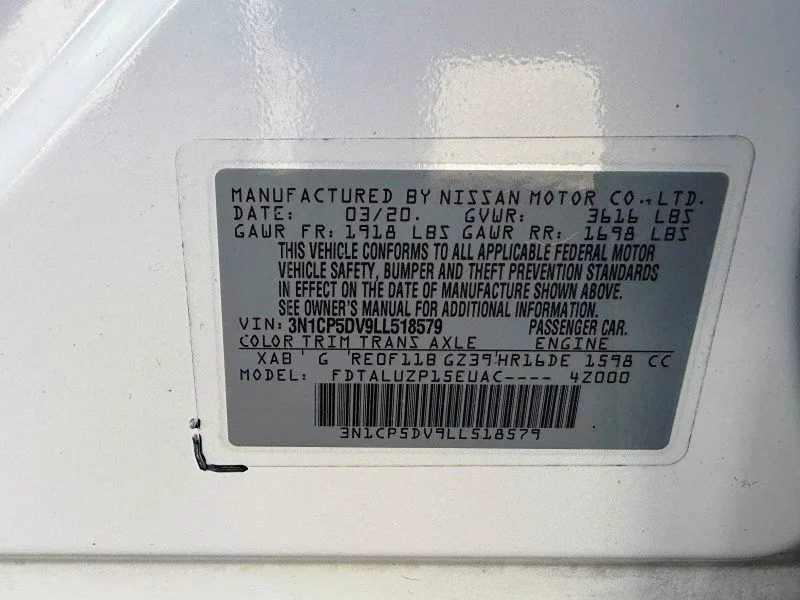 MANUFACTURED BY NISSAN MOTOR CO., LTD.
DATE: 03/20. GVWR: 3616 LBS
GAWR FR: 1918 LBS GAWR RR: 1698 LBS
THIS VEHICLE CONFORMS TO ALL APPLICABLE FEDERAL MOTOR
VEHICLE SAFETY, BUMPER AND THEFT PREVENTION STANDARDS
IN EFFECT ON THE DATE OF MANUFACTURE SHOWN ABOVE.
SEE OWNER'S MANUAL FOR ADDITIONAL INFORMATION
VIN: 3N1CP5DV9LL518579 PASSENGER CAR.
COLOR TRIM TRANS AXLE ENGINE
XAB G RE0F11B GZ39 HR16DE 1598 CC
MODEL: FDTALUZP15EUAC---- 4Z000
3N1CP5DV9LL518579